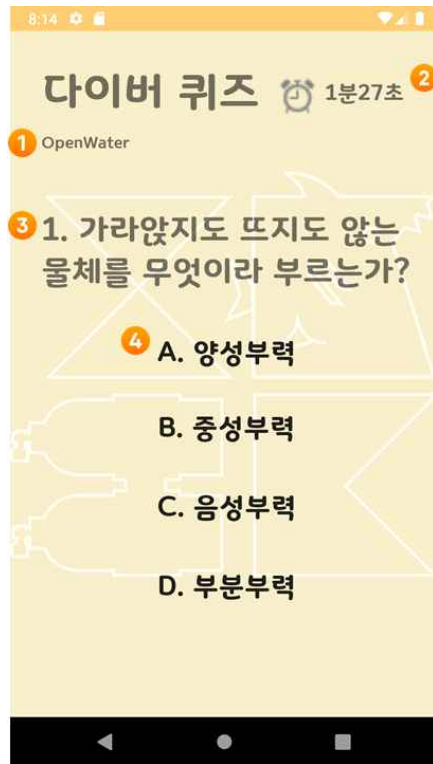 8:14
다이버 퀴즈 1분27초 2
1 OpenWater
3 1. 가라앉지도 뜨지도 않는
물체를 무엇이라 부르는가?
4 A. 양성부력
B. 중성부력
C. 음성부력
D. 부분부력